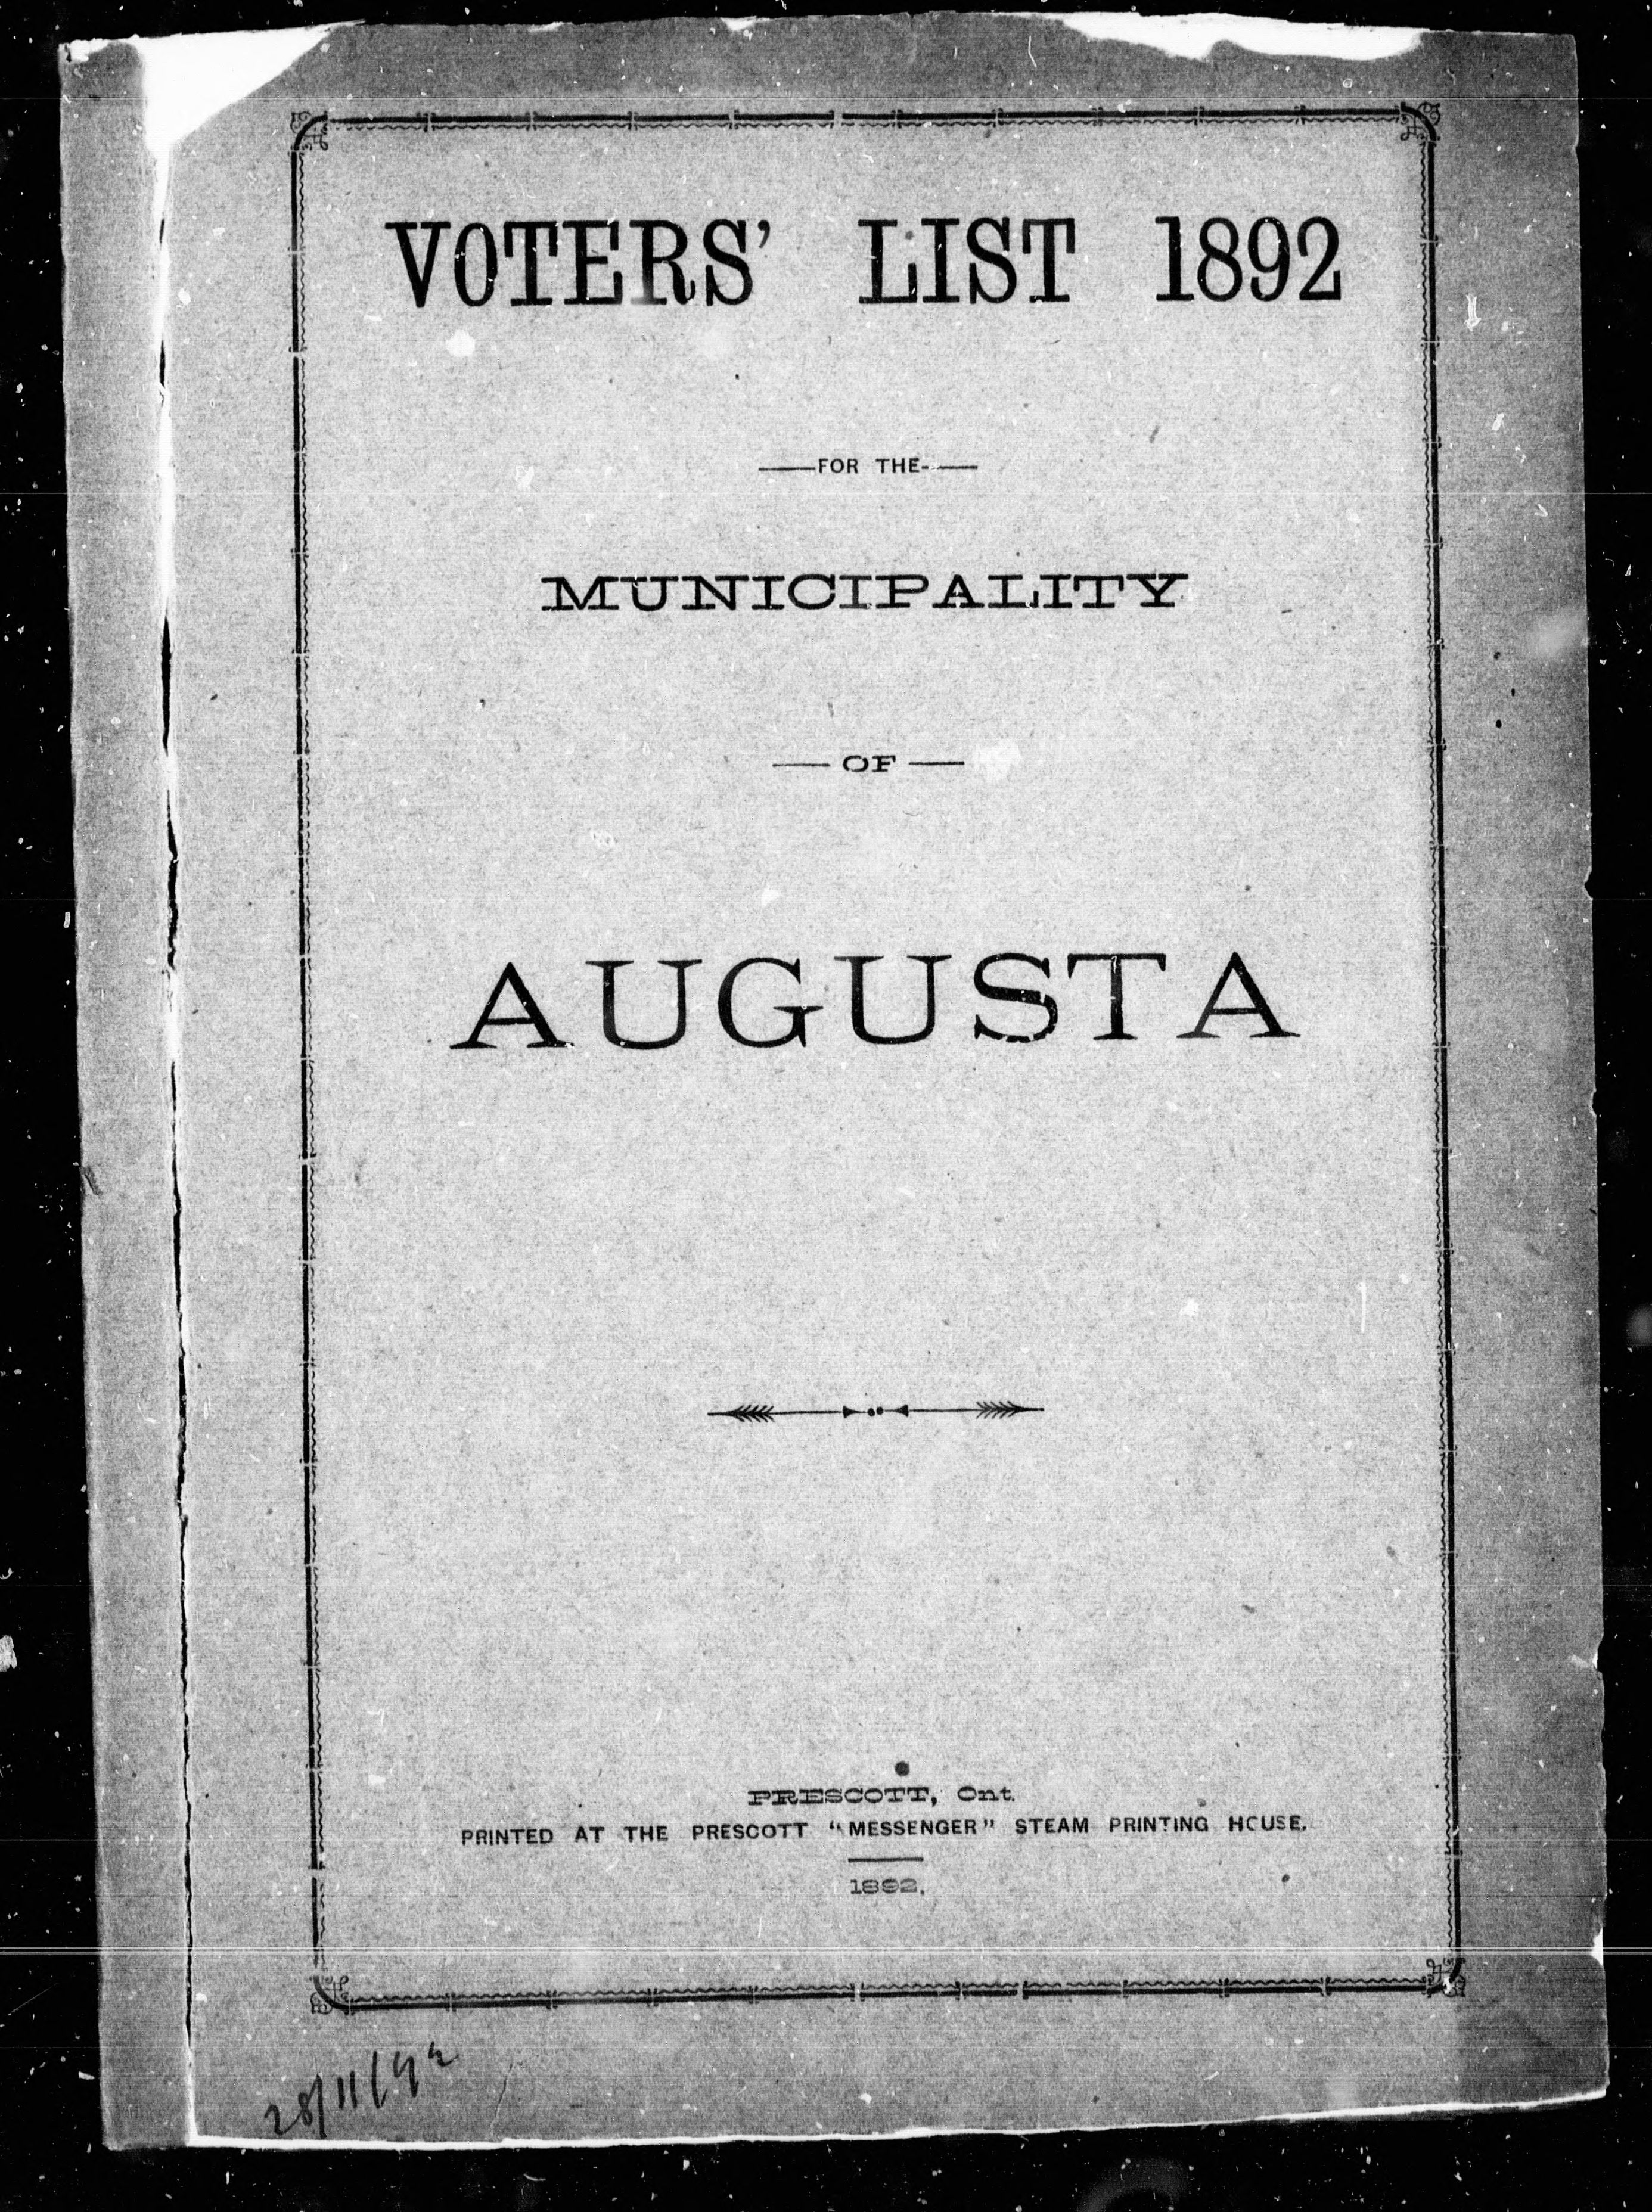 VOTERS' LIST 1892
FOR THE
MUNICIPALITY
OF
AUGUSTA
PRESCOTT, Ont.
PRINTED AT THE PRESCOTT "MESSENGER" STEAM PRINTING HOUSE.
1892.
28/11/92